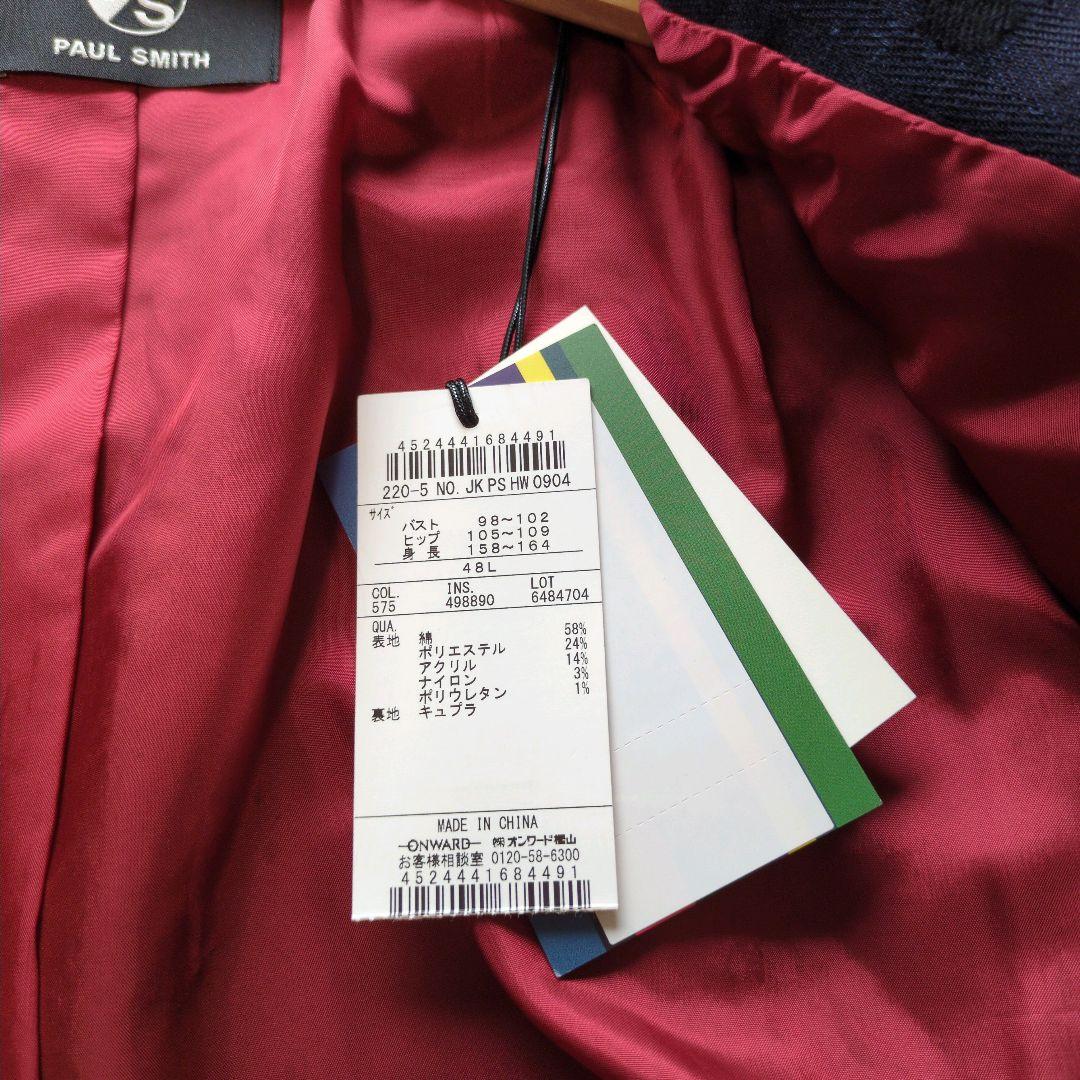 S
PAUL SMITH
4524441684491
220-5 NO. JKPSHW0904
サイズ
バスト 98～102
ヒップ 105～109
身長 158～164
48L
COL. INS. LOT
575 498890 6484704
QUA.
表地 綿 58%
ポリエステル 24%
アクリル 14%
ナイロン 3%
ポリウレタン 1%
裏地 キュプラ
MADE IN CHINA
ONWARD ㈱オンワード樫山
お客様相談室 0120-58-6300
4524441684491